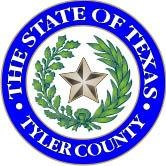 THE STATE OF TEXAS
TYLER COUNTY